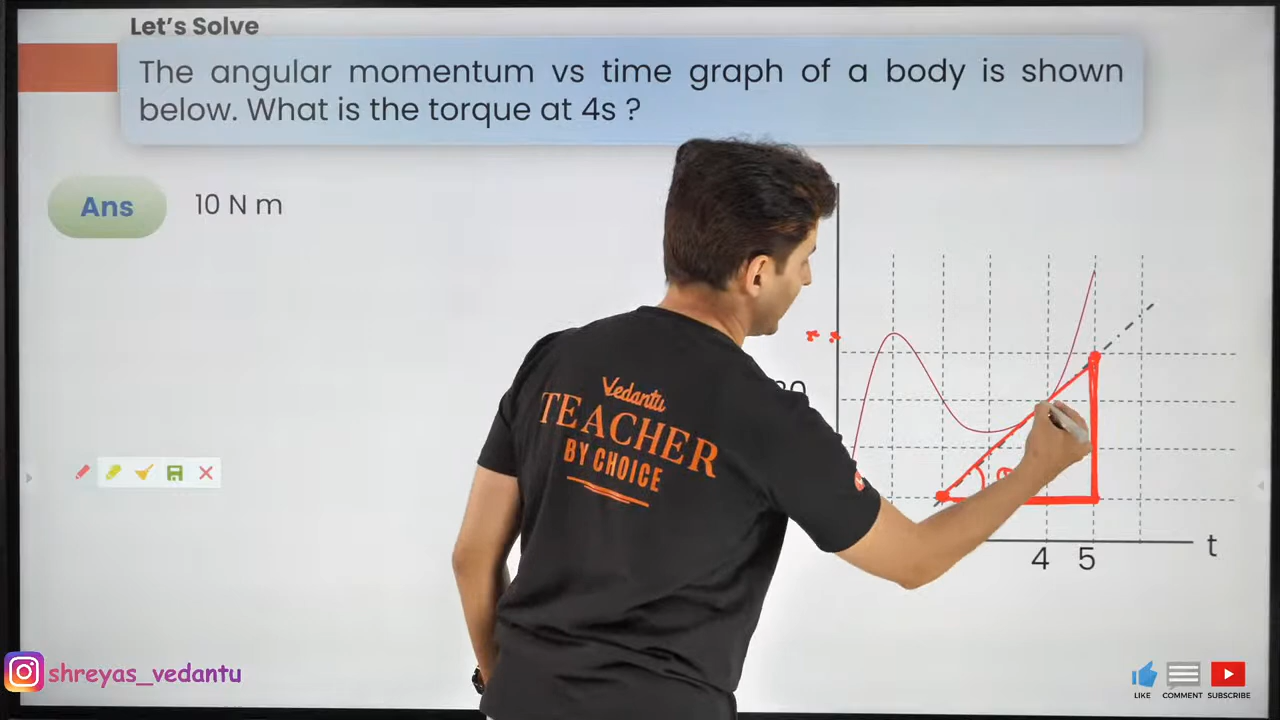 Let's Solve
The angular momentum vs time graph of a body is shown
below. What is the torque at 4s ?
Ans 10 N m
Vedantu
TEACHER
BY CHOICE
4 5 t
shreyas_vedantu
LIKE COMMENT SUBSCRIBE